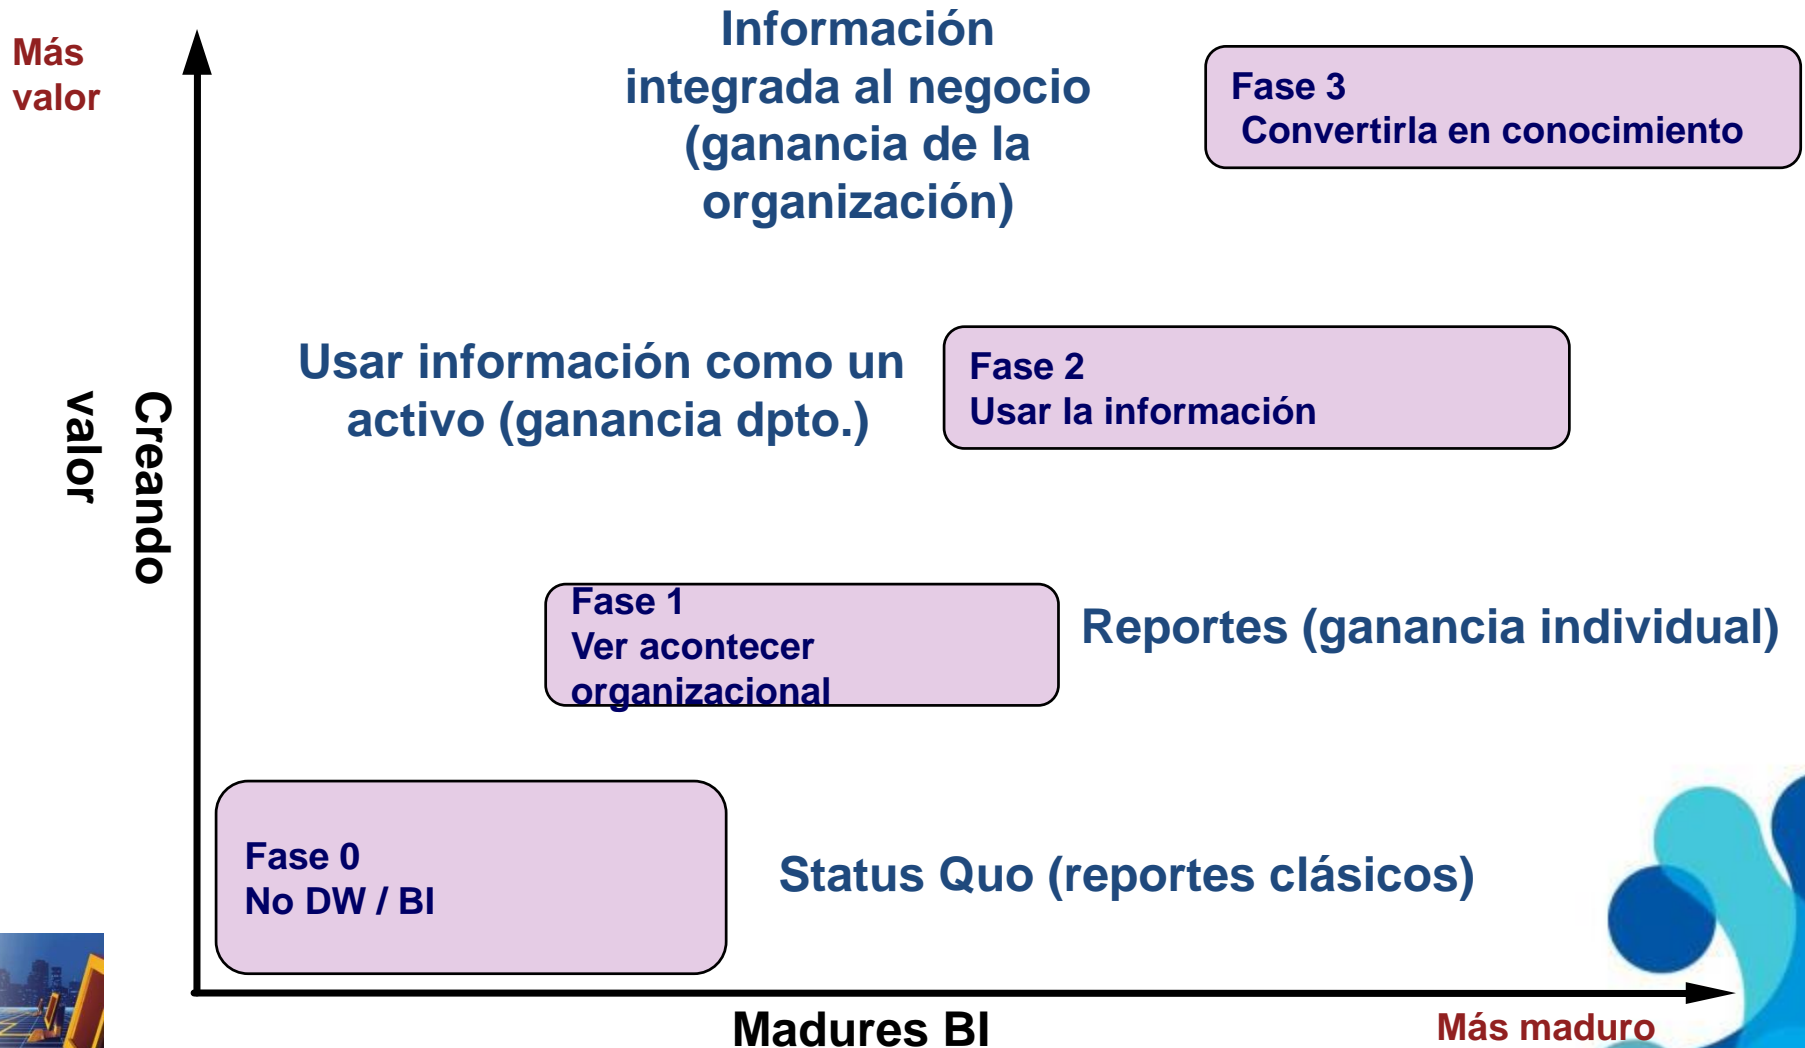 Más
valor
Información
integrada al negocio
(ganancia de la
organización)
Fase 3
Convertirla en conocimiento
Usar información como un
activo (ganancia dpto.)
Fase 2
Usar la información
Creando
valor
Fase 1
Ver acontecer
organizacional
Reportes (ganancia individual)
Fase 0
No DW / BI
Status Quo (reportes clásicos)
Madures BI
Más maduro